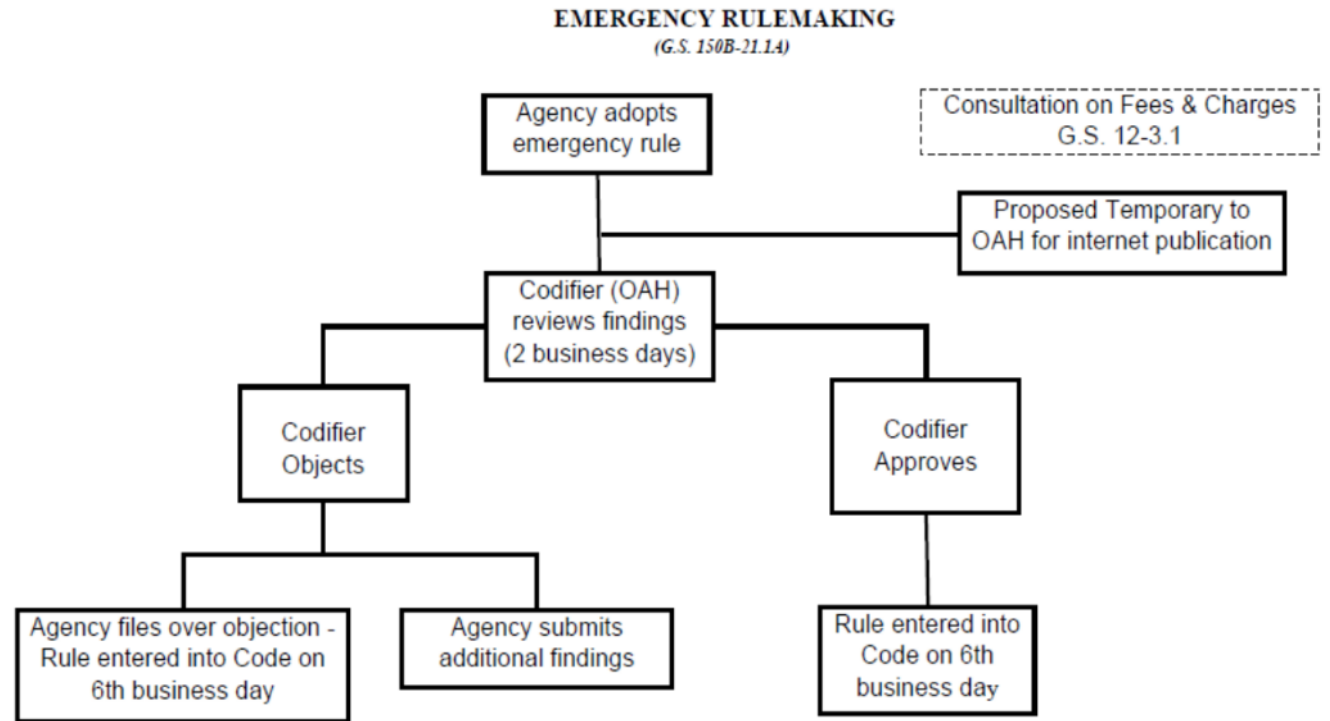 EMERGENCY RULEMAKING
(G.S. 150B-21.1A)
Agency adopts
emergency rule
Consultation on Fees & Charges
G.S. 12-3.1
Proposed Temporary to
OAH for internet publication
Codifier (OAH)
reviews findings
(2 business days)
Codifier
Objects
Codifier
Approves
Agency files over objection -
Rule entered into Code on
6th business day
Agency submits
additional findings
Rule entered into
Code on 6th
business day